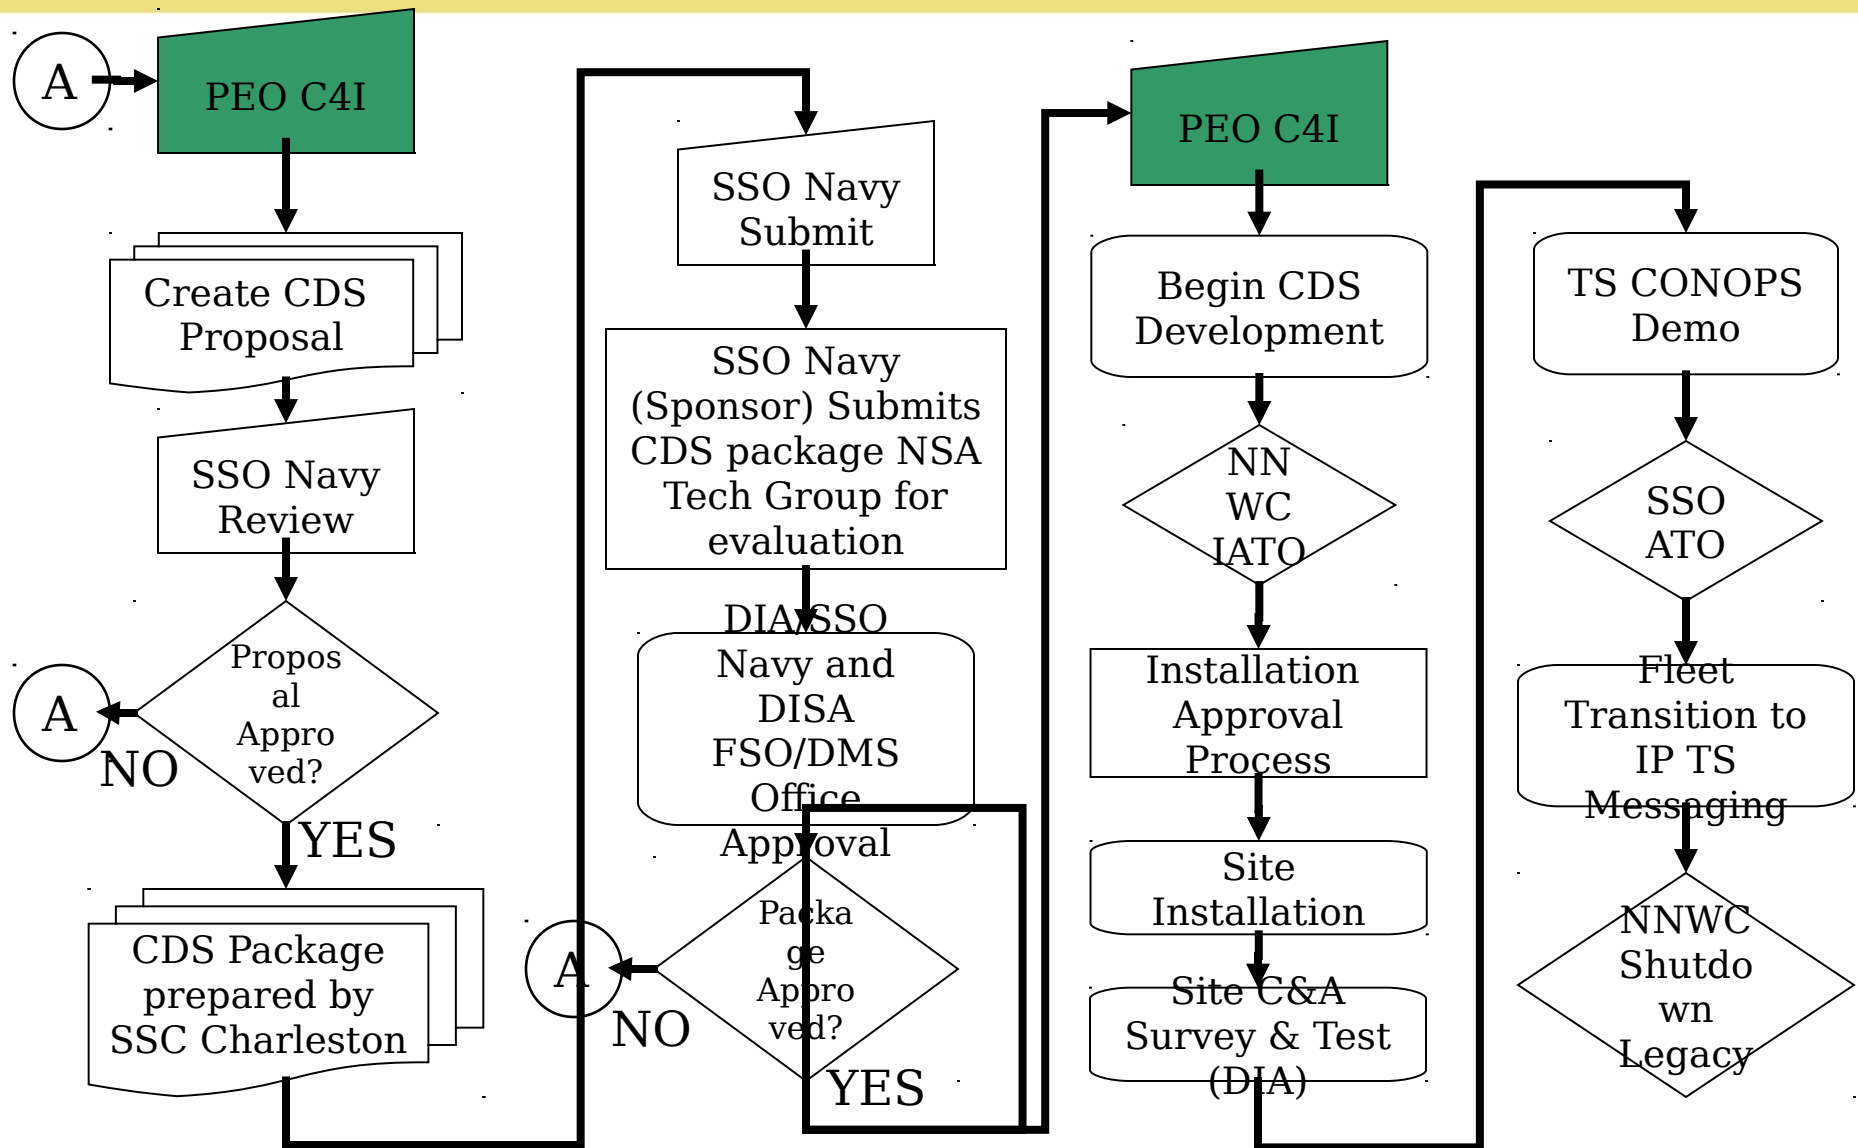 A
PEO C4I
Create CDS
Proposal
SSO Navy
Review
Propos
al
Appro
ved?
A
NO
YES
CDS Package
prepared by
SSC Charleston
SSO Navy
Submit
SSO Navy
(Sponsor) Submits
CDS package NSA
Tech Group for
evaluation
DIA/SSO
Navy and
DISA
FSO/DMS
Office
Approval
Packa
ge
Appro
ved?
A
NO
YES
PEO C4I
Begin CDS
Development
NN
WC
IATO
Installation
Approval
Process
Site
Installation
Site C&A
Survey & Test
(DIA)
TS CONOPS
Demo
SSO
ATO
Fleet
Transition to
IP TS
Messaging
NNWC
Shutdo
wn
Legacy